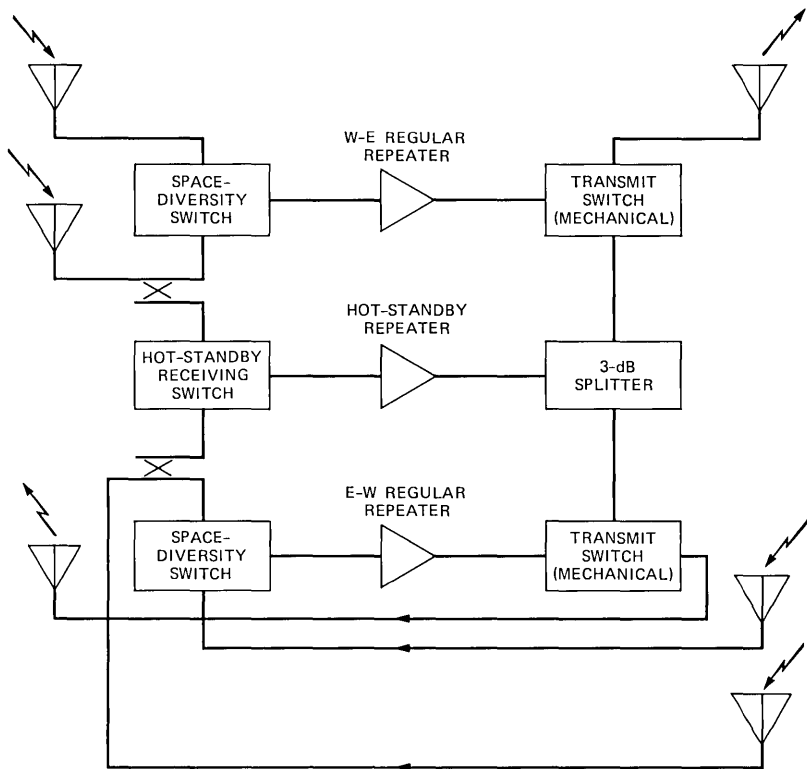 W-E REGULAR
REPEATER
SPACE-
DIVERSITY
SWITCH
TRANSMIT
SWITCH
(MECHANICAL)
HOT-STANDBY
REPEATER
HOT-STANDBY
RECEIVING
SWITCH
3-dB
SPLITTER
E-W REGULAR
REPEATER
SPACE-
DIVERSITY
SWITCH
TRANSMIT
SWITCH
(MECHANICAL)